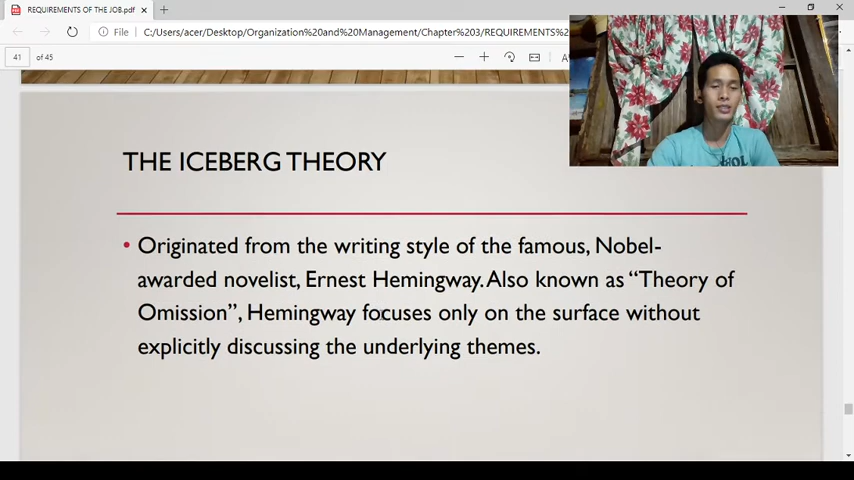 REQUIREMENTS OF THE JOB.pdf
File
C:/Users/acer/Desktop/Organization%20and%20Management/Chapter%203/REQUIREMENTS%2
41
of 45
THE ICEBERG THEORY
• Originated from the writing style of the famous, Nobel-
awarded novelist, Ernest Hemingway. Also known as “Theory of
Omission”, Hemingway focuses only on the surface without
explicitly discussing the underlying themes.